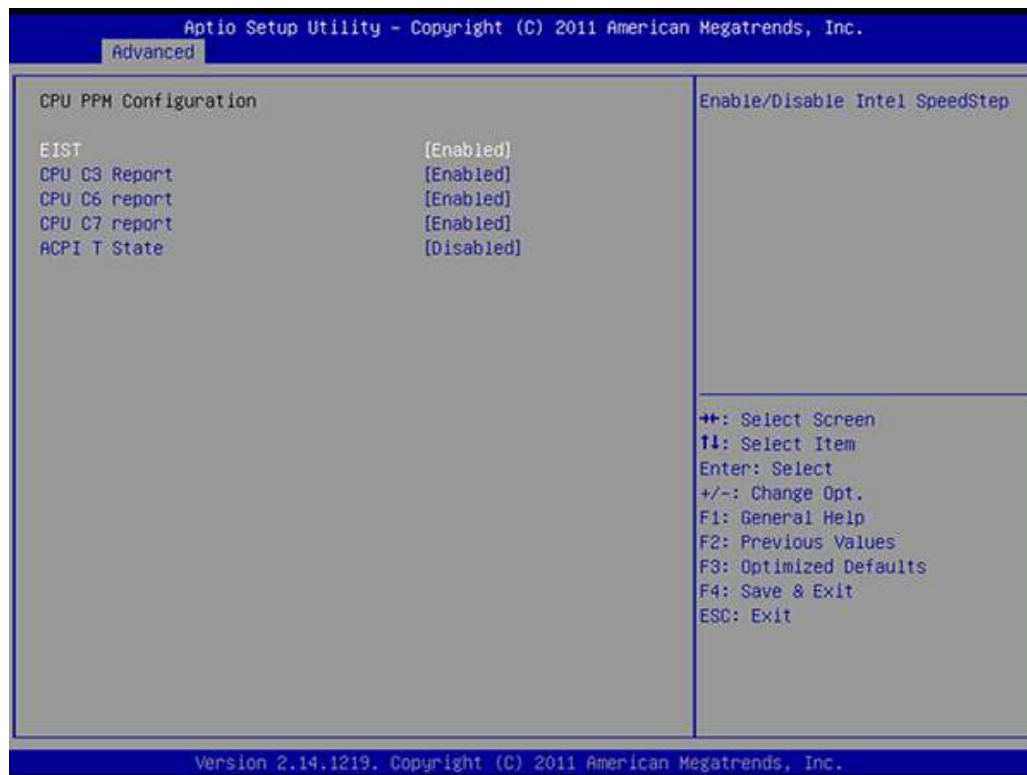 Aptio Setup Utility – Copyright (C) 2011 American Megatrends, Inc.
Advanced
CPU PPM Configuration
EIST [Enabled]
CPU C3 Report [Enabled]
CPU C6 report [Enabled]
CPU C7 report [Enabled]
ACPI T State [Disabled]
Enable/Disable Intel SpeedStep
→←: Select Screen
↑↓: Select Item
Enter: Select
+/-: Change Opt.
F1: General Help
F2: Previous Values
F3: Optimized Defaults
F4: Save & Exit
ESC: Exit
Version 2.14.1219. Copyright (C) 2011 American Megatrends, Inc.